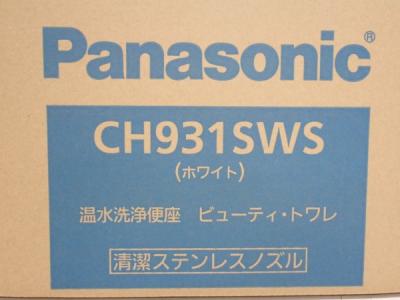 Panasonic®
CH931SWS
(ホワイト)
温水洗浄便座 ビューティ・トワレ
清潔ステンレスノズル